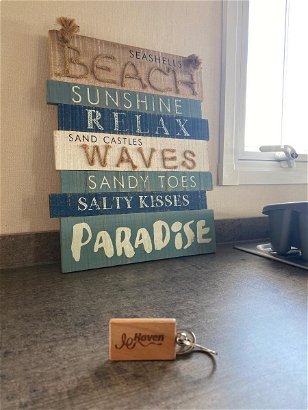 SEASHELLS
BEACH
SUNSHINE
RELAX
SAND CASTLES
WAVES
SANDY TOES
SALTY KISSES
PARADISE
Haven